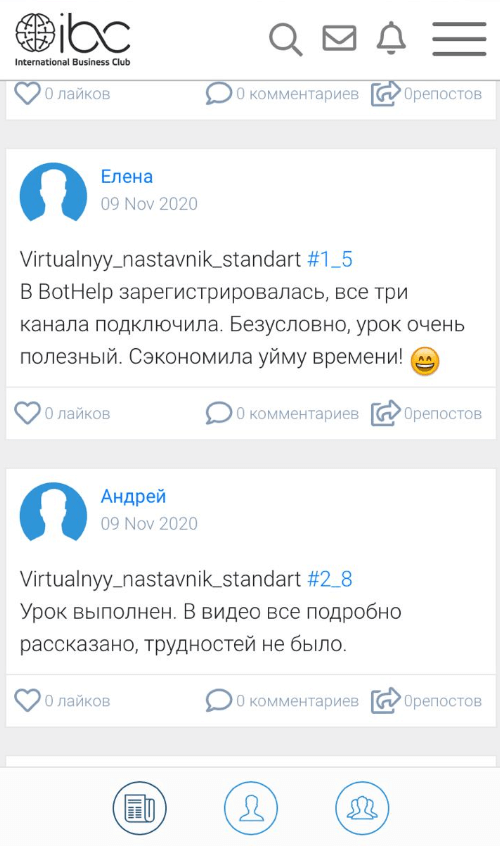 ibc
International Business Club
0 лайков
0 комментариев
0репостов
Елена
09 Nov 2020
Virtualnyy_nastavnik_standart #1_5
В BotHelp зарегистрировалась, все три
канала подключила. Безусловно, урок очень
полезный. Сэкономила уйму времени! 😄
0 лайков
0 комментариев
0репостов
Андрей
09 Nov 2020
Virtualnyy_nastavnik_standart #2_8
Урок выполнен. В видео все подробно
рассказано, трудностей не было.
0 лайков
0 комментариев
0репостов